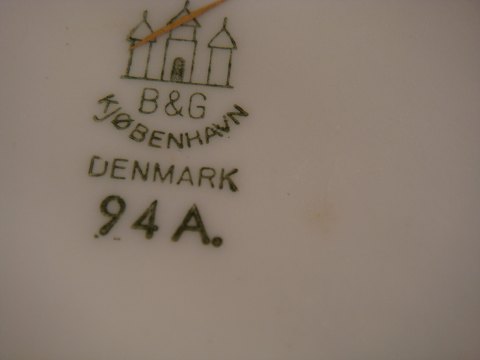 B&G
KJØBENHAVN
DENMARK
94 A.